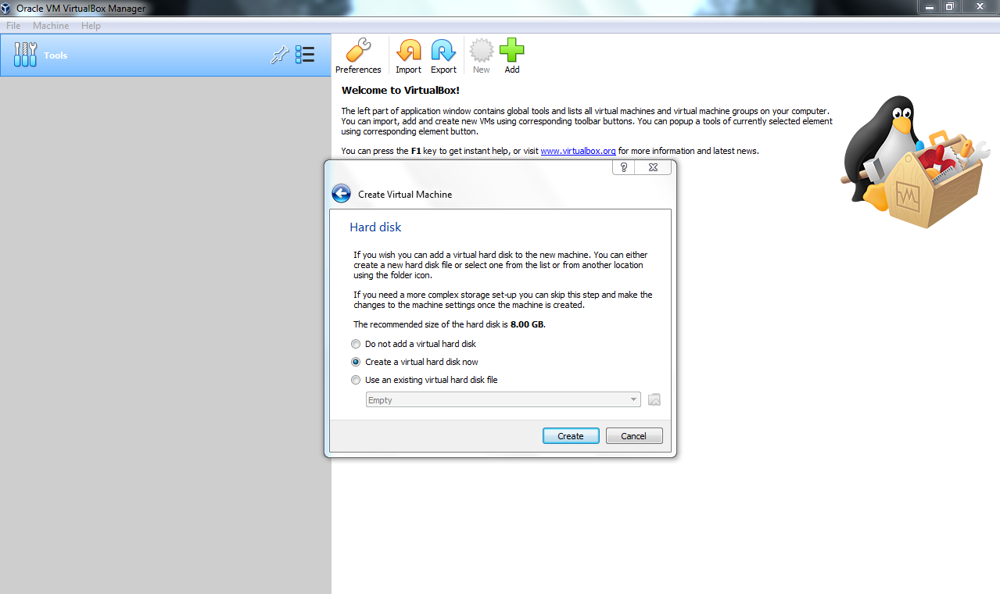 Oracle VM VirtualBox Manager
File Machine Help
Tools
Preferences Import Export New Add
Welcome to VirtualBox!
The left part of application window contains global tools and lists all virtual machines and virtual machine groups on your computer.
You can import, add and create new VMs using corresponding toolbar buttons. You can popup a tools of currently selected element
using corresponding element button.
You can press the F1 key to get instant help, or visit www.virtualbox.org for more information and latest news.
Create Virtual Machine
Hard disk
If you wish you can add a virtual hard disk to the new machine. You can either
create a new hard disk file or select one from the list or from another location
using the folder icon.
If you need a more complex storage set-up you can skip this step and make the
changes to the machine settings once the machine is created.
The recommended size of the hard disk is 8.00 GB.
Do not add a virtual hard disk
Create a virtual hard disk now
Use an existing virtual hard disk file
Empty
Create Cancel